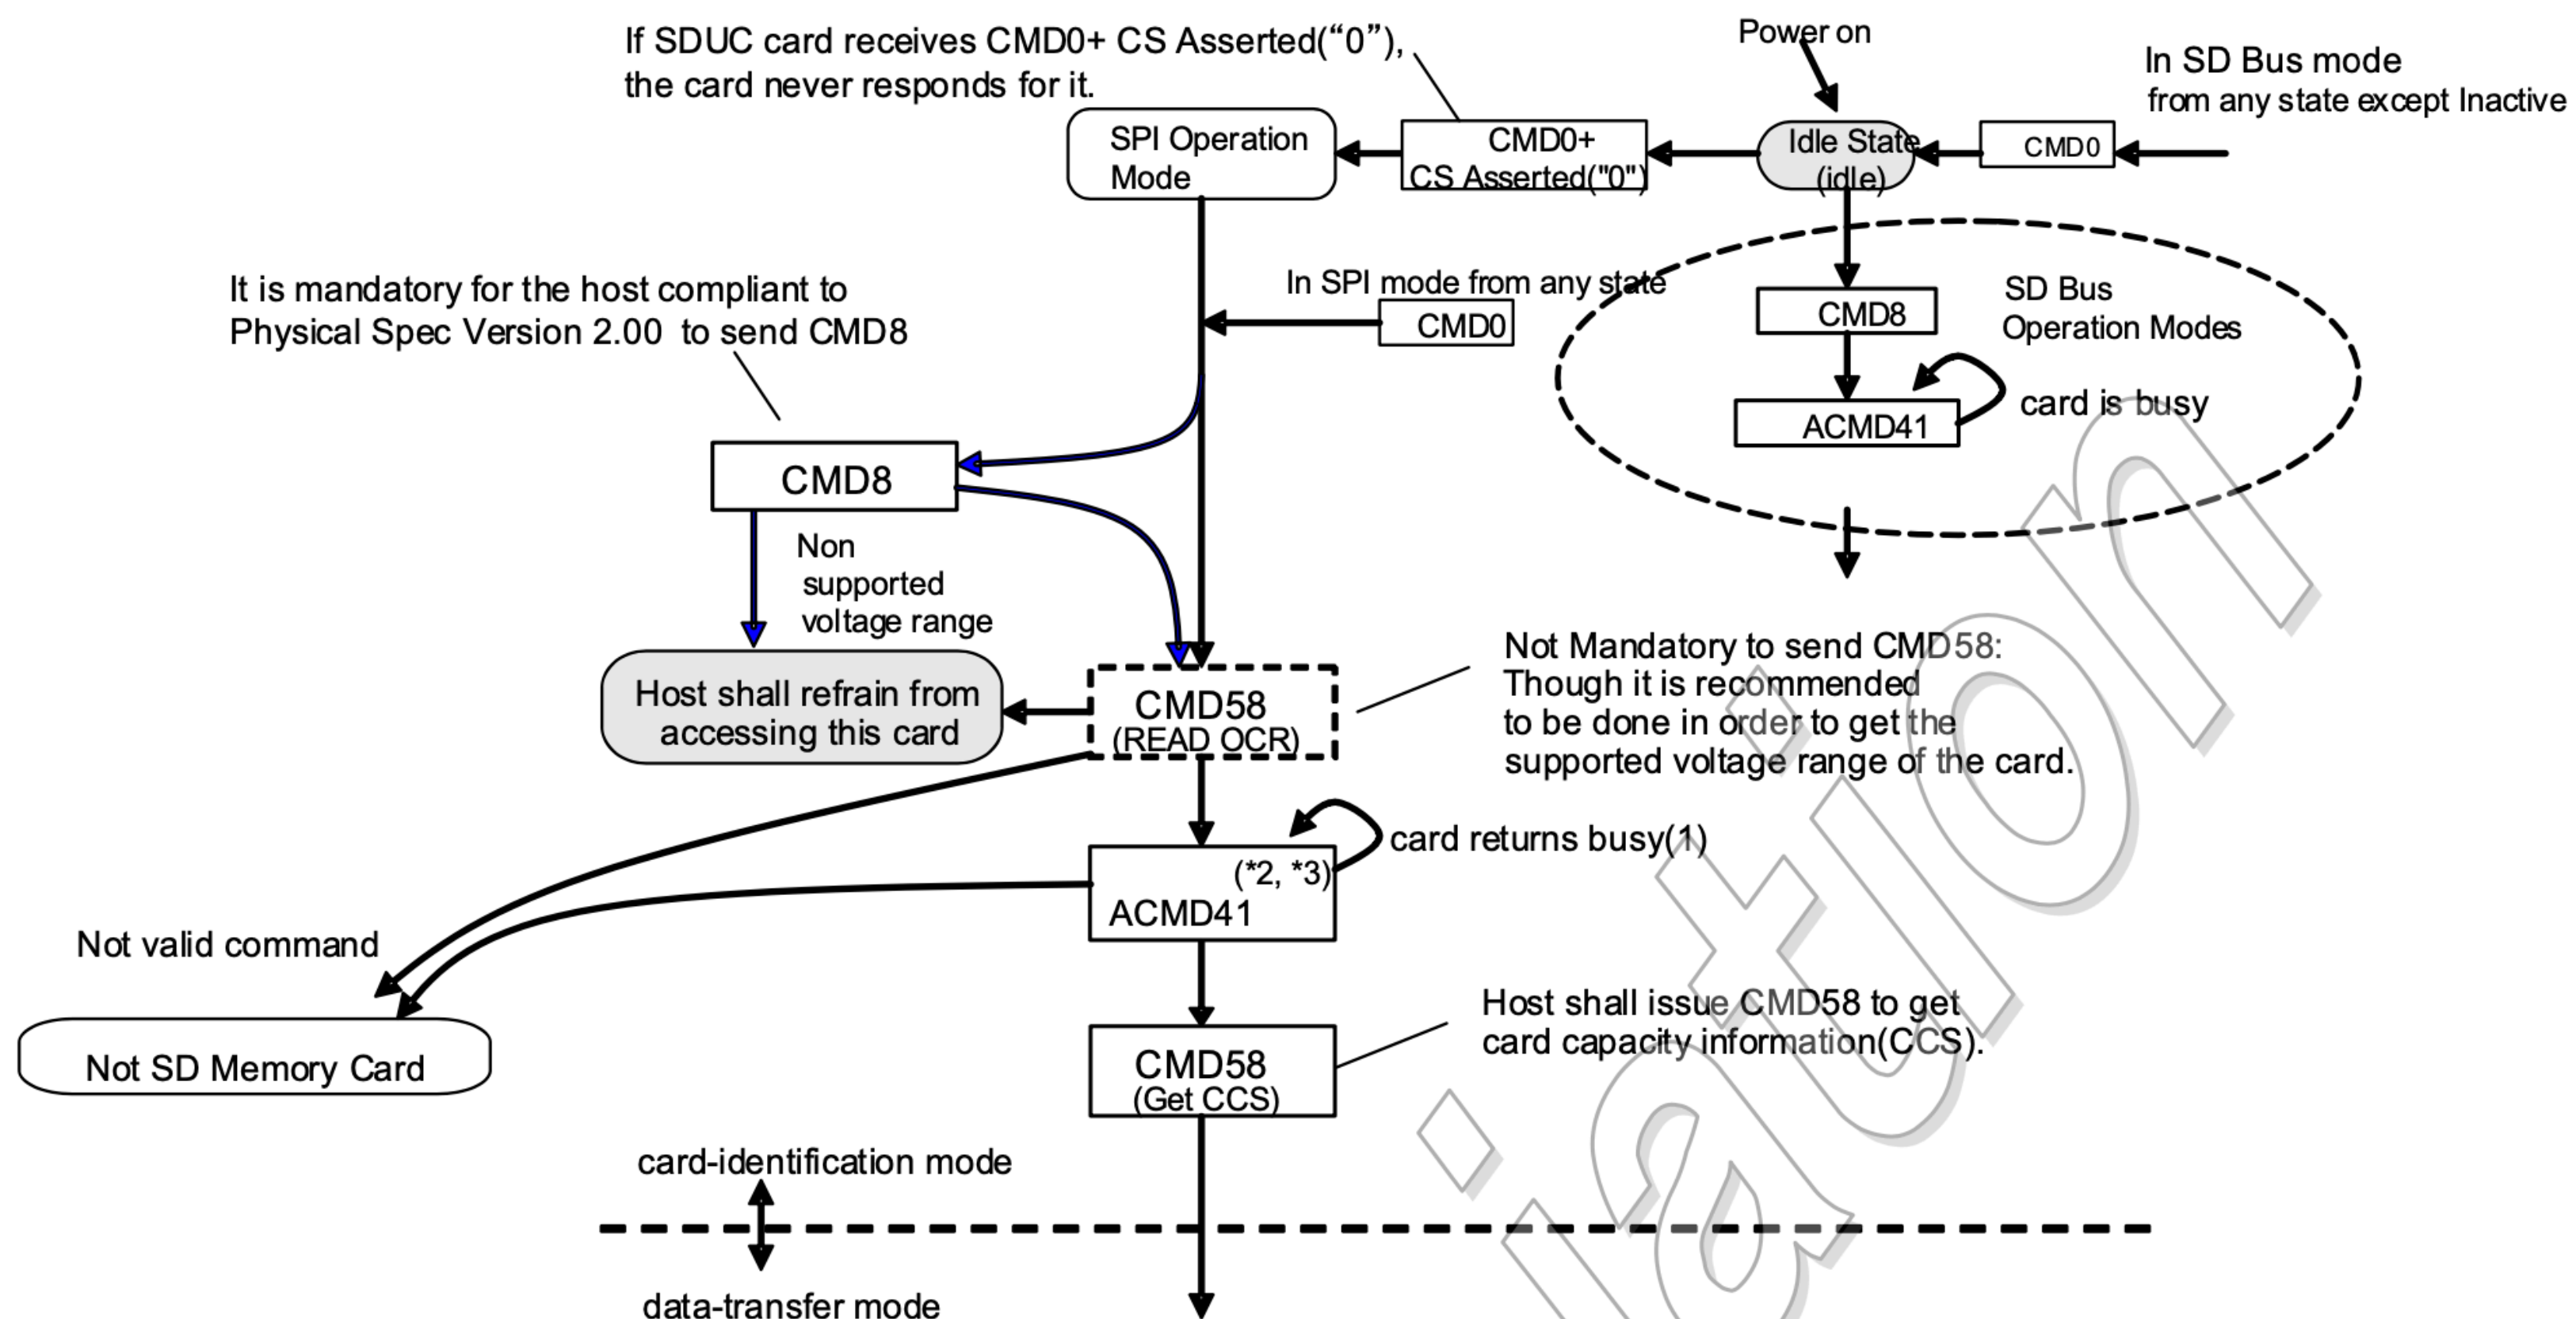 If SDUC card receives CMD0+ CS Asserted(“0”),
the card never responds for it.
Power on
In SD Bus mode
from any state except Inactive
SPI Operation
Mode
CMD0+
CS Asserted("0")
Idle State
(idle)
CMD0
In SPI mode from any state
CMD0
CMD8
SD Bus
Operation Modes
ACMD41
card is busy
It is mandatory for the host compliant to
Physical Spec Version 2.00 to send CMD8
CMD8
Non
supported
voltage range
Host shall refrain from
accessing this card
CMD58
(READ OCR)
Not Mandatory to send CMD58:
Though it is recommended
to be done in order to get the
supported voltage range of the card.
card returns busy(1)
(*2, *3)
ACMD41
Not valid command
Not SD Memory Card
CMD58
(Get CCS)
Host shall issue CMD58 to get
card capacity information(CCS).
card-identification mode
data-transfer mode
iation